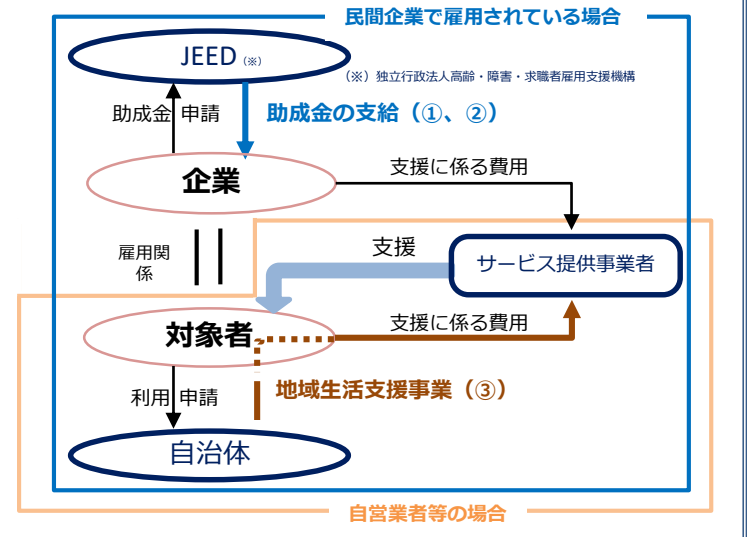 民間企業で雇用されている場合
JEED (※)
(※)独立行政法人高齢・障害・求職者雇用支援機構
助成金 申請
助成金の支給(①、②)
企業
支援に係る費用
雇用関
係
支援
サービス提供事業者
対象者
支援に係る費用
利用 申請
地域生活支援事業(③)
自治体
自営業者等の場合